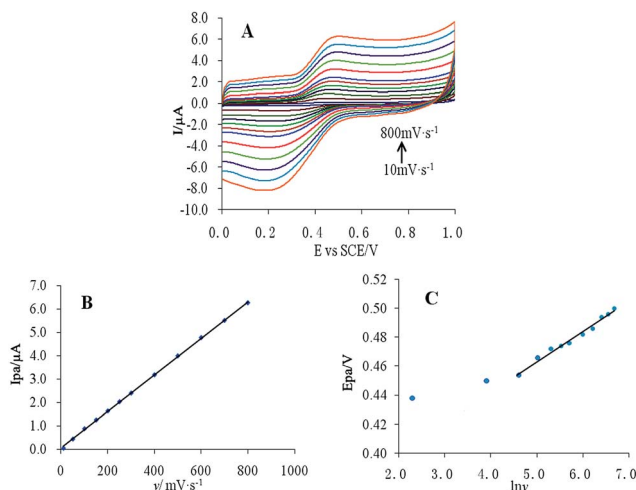 A
8.0
6.0
4.0
2.0
0.0
-2.0
-4.0
-6.0
-8.0
-10.0
I/μA
800mV·s⁻¹
10mV·s⁻¹
0.0 0.2 0.4 0.6 0.8 1.0
E vs SCE/V
B
7.0
6.0
5.0
4.0
3.0
2.0
1.0
0.0
Ipa/μA
0 200 400 600 800 1000
v/ mV·s⁻¹
C
0.52
0.50
0.48
0.46
0.44
0.42
0.40
Epa/V
2.0 3.0 4.0 5.0 6.0 7.0
lnv